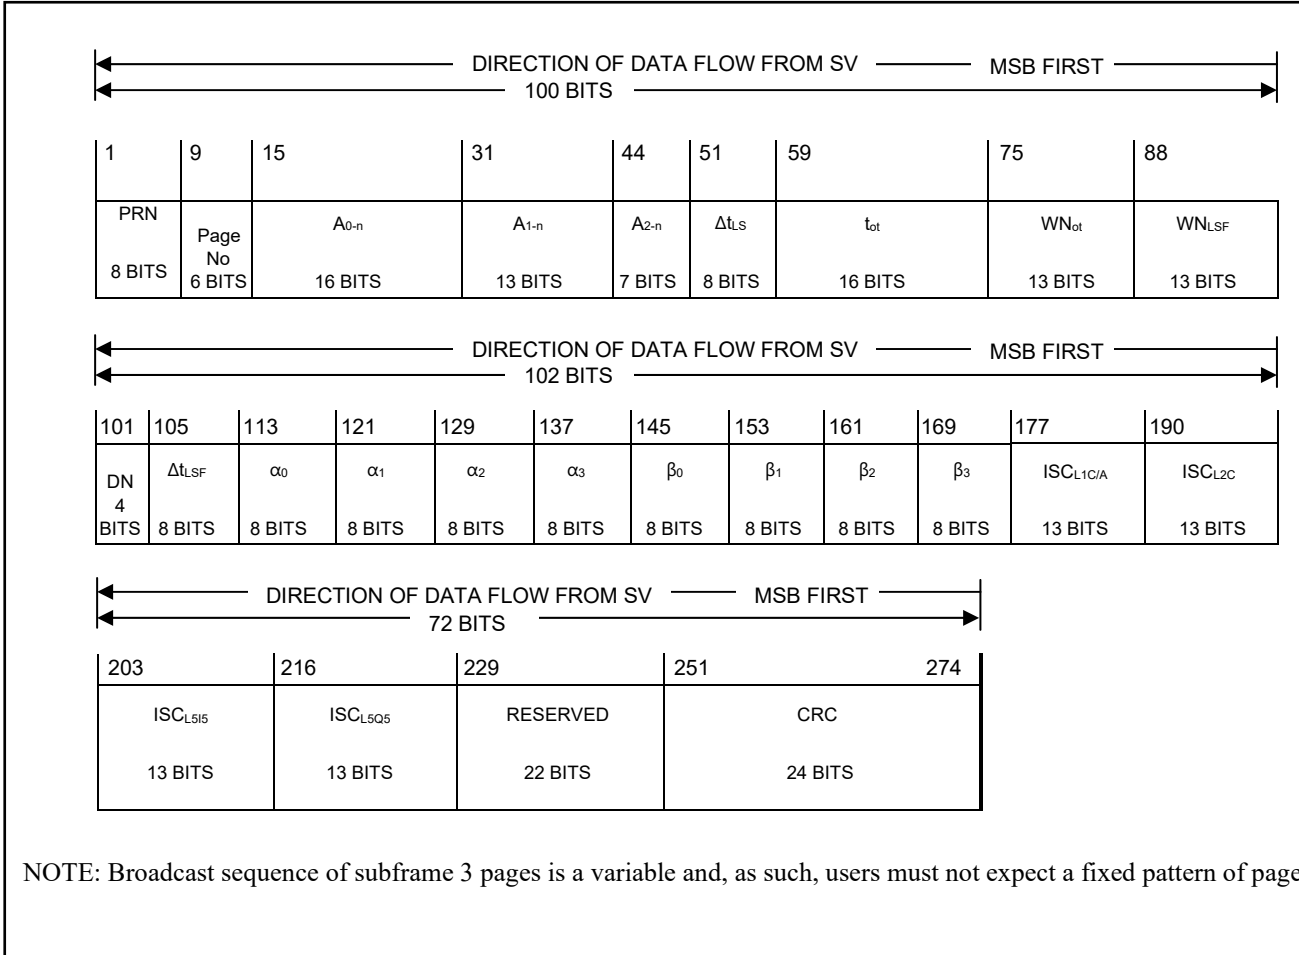 DIRECTION OF DATA FLOW FROM SV MSB FIRST
100 BITS
1 9 15 31 44 51 59 75 88
PRN Page No A0-n A1-n A2-n ΔtLS tot WNot WNLSF
8 BITS 6 BITS 16 BITS 13 BITS 7 BITS 8 BITS 16 BITS 13 BITS 13 BITS
DIRECTION OF DATA FLOW FROM SV MSB FIRST
102 BITS
101 105 113 121 129 137 145 153 161 169 177 190
DN ΔtLSF α0 α1 α2 α3 β0 β1 β2 β3 ISCL1C/A ISCL2C
4 BITS 8 BITS 8 BITS 8 BITS 8 BITS 8 BITS 8 BITS 8 BITS 8 BITS 8 BITS 13 BITS 13 BITS
DIRECTION OF DATA FLOW FROM SV MSB FIRST
72 BITS
203 216 229 251 274
ISCL5I5 ISCL5Q5 RESERVED CRC
13 BITS 13 BITS 22 BITS 24 BITS
NOTE: Broadcast sequence of subframe 3 pages is a variable and, as such, users must not expect a fixed pattern of page